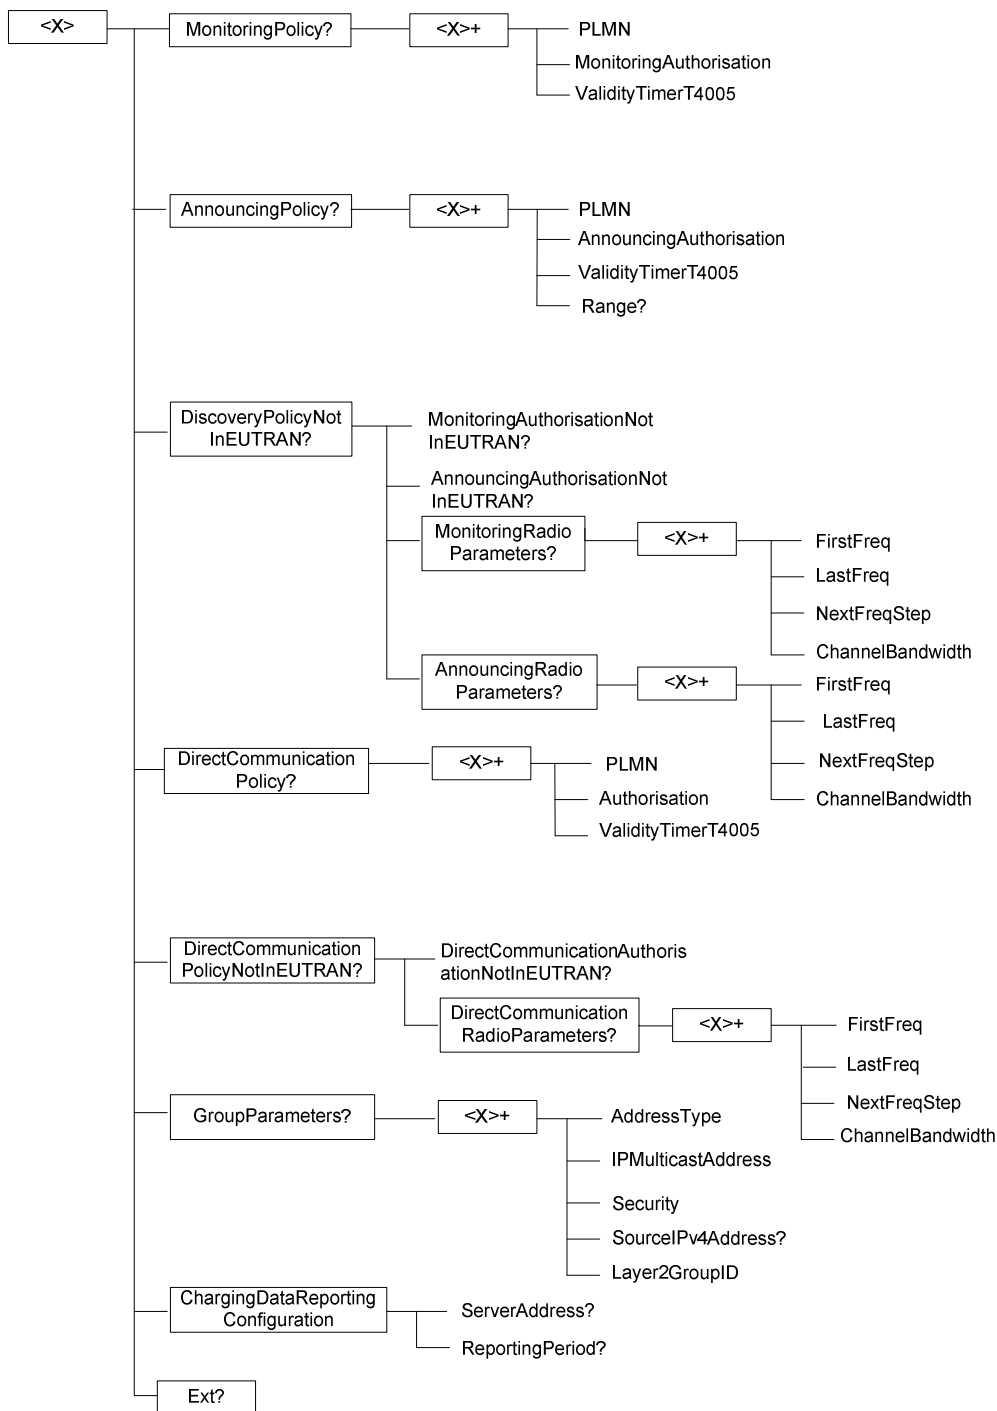 <X>
MonitoringPolicy?
<X>+
PLMN
MonitoringAuthorisation
ValidityTimerT4005
AnnouncingPolicy?
<X>+
PLMN
AnnouncingAuthorisation
ValidityTimerT4005
Range?
DiscoveryPolicyNot
InEUTRAN?
MonitoringAuthorisationNot
InEUTRAN?
AnnouncingAuthorisationNot
InEUTRAN?
MonitoringRadio
Parameters?
<X>+
FirstFreq
LastFreq
NextFreqStep
ChannelBandwidth
AnnouncingRadio
Parameters?
<X>+
FirstFreq
LastFreq
NextFreqStep
ChannelBandwidth
DirectCommunication
Policy?
<X>+
PLMN
Authorisation
ValidityTimerT4005
DirectCommunication
PolicyNotInEUTRAN?
DirectCommunicationAuthoris
ationNotInEUTRAN?
DirectCommunication
RadioParameters?
<X>+
FirstFreq
LastFreq
NextFreqStep
ChannelBandwidth
GroupParameters?
<X>+
AddressType
IPMulticastAddress
Security
SourceIPv4Address?
Layer2GroupID
ChargingDataReporting
Configuration
ServerAddress?
ReportingPeriod?
Ext?